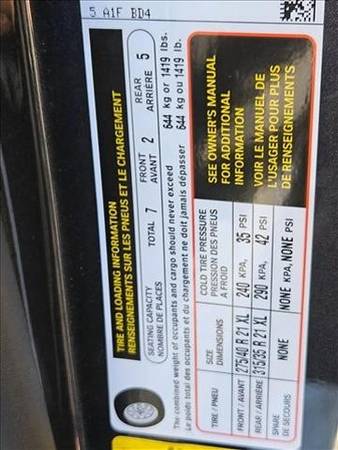 5 A1F BD4
TIRE AND LOADING INFORMATION
RENSEIGNEMENTS SUR LES PNEUS ET LE CHARGEMENT
SEATING CAPACITY
NOMBRE DE PLACES
TOTAL 7
FRONT
AVANT 2
REAR
ARRIÈRE 5
The combined weight of occupants and cargo should never exceed 644 kg or 1419 lbs.
Le poids total des occupants et du chargement ne doit jamais dépasser 644 kg ou 1419 lb.
TIRE / PNEU
SIZE
DIMENSIONS
COLD TIRE PRESSURE
PRESSION DES PNEUS
A FROID
FRONT / AVANT 275/40 R 21 XL 240 KPA, 35 PSI
REAR / ARRIERE 315/35 R 21 XL 290 KPA, 42 PSI
SPARE
DE SECOURS
NONE NONE KPA, NONE PSI
SEE OWNER'S MANUAL
FOR ADDITIONAL
INFORMATION
VOIR LE MANUEL DE
L'USAGER POUR PLUS
DE RENSEIGNEMENTS